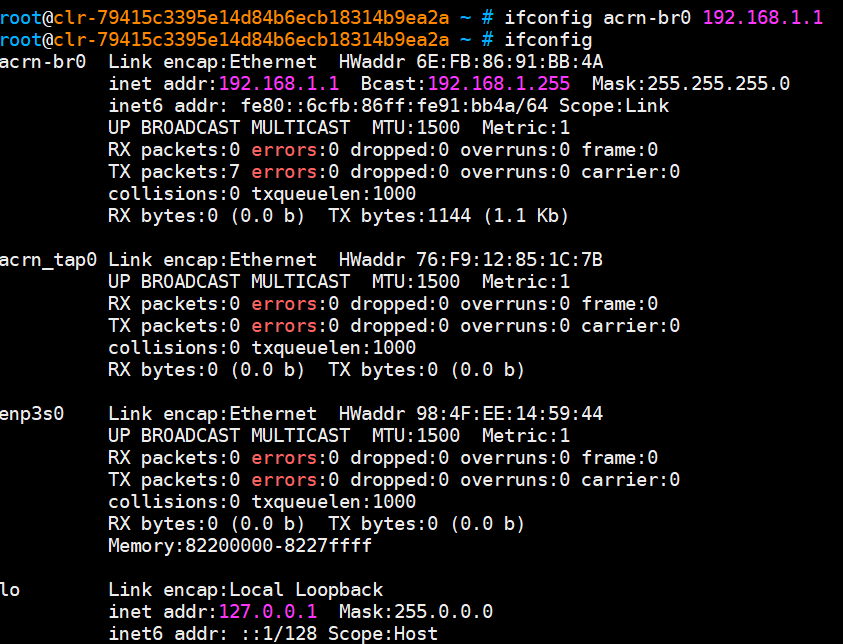 root@clr-79415c3395e14d84b6ecb18314b9ea2a ~ # ifconfig acrn-br0 192.168.1.1
root@clr-79415c3395e14d84b6ecb18314b9ea2a ~ # ifconfig
acrn-br0  Link encap:Ethernet  HWaddr 6E:FB:86:91:BB:4A
          inet addr:192.168.1.1  Bcast:192.168.1.255  Mask:255.255.255.0
          inet6 addr: fe80::6cfb:86ff:fe91:bb4a/64 Scope:Link
          UP BROADCAST MULTICAST  MTU:1500  Metric:1
          RX packets:0 errors:0 dropped:0 overruns:0 frame:0
          TX packets:7 errors:0 dropped:0 overruns:0 carrier:0
          collisions:0 txqueuelen:1000
          RX bytes:0 (0.0 b)  TX bytes:1144 (1.1 Kb)

acrn_tap0 Link encap:Ethernet  HWaddr 76:F9:12:85:1C:7B
          UP BROADCAST MULTICAST  MTU:1500  Metric:1
          RX packets:0 errors:0 dropped:0 overruns:0 frame:0
          TX packets:0 errors:0 dropped:0 overruns:0 carrier:0
          collisions:0 txqueuelen:1000
          RX bytes:0 (0.0 b)  TX bytes:0 (0.0 b)

enp3s0    Link encap:Ethernet  HWaddr 98:4F:EE:14:59:44
          UP BROADCAST MULTICAST  MTU:1500  Metric:1
          RX packets:0 errors:0 dropped:0 overruns:0 frame:0
          TX packets:0 errors:0 dropped:0 overruns:0 carrier:0
          collisions:0 txqueuelen:1000
          RX bytes:0 (0.0 b)  TX bytes:0 (0.0 b)
          Memory:82200000-8227ffff

lo        Link encap:Local Loopback
          inet addr:127.0.0.1  Mask:255.0.0.0
          inet6 addr: ::1/128 Scope:Host